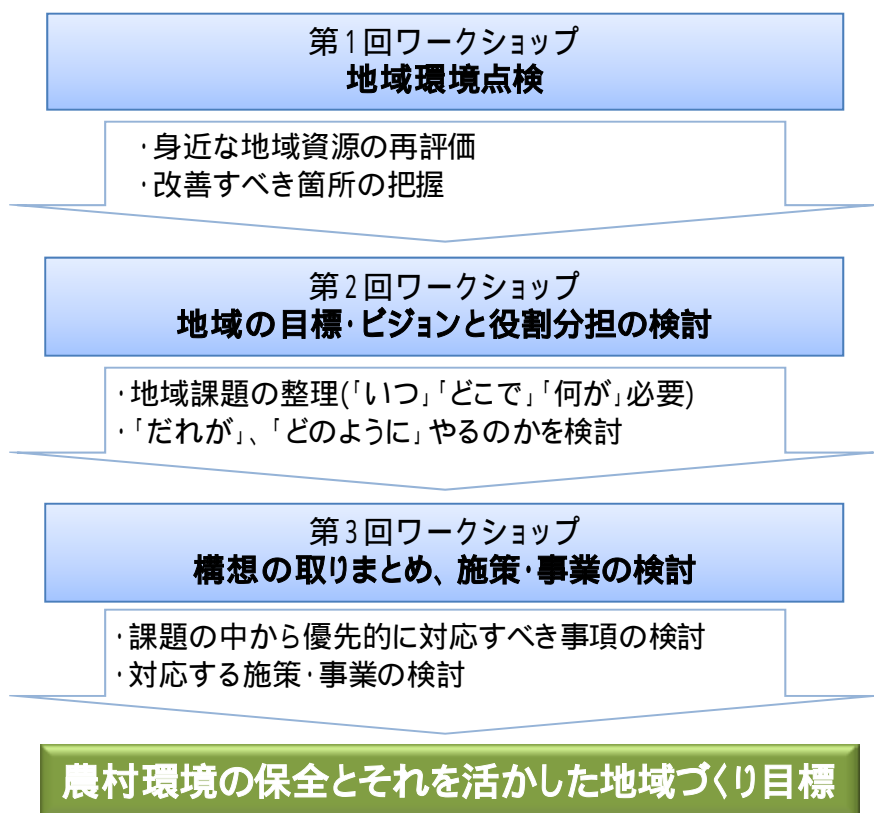 第1回ワークショップ
地域環境点検
・身近な地域資源の再評価
・改善すべき箇所の把握
第2回ワークショップ
地域の目標・ビジョンと役割分担の検討
・地域課題の整理(「いつ」「どこで」「何が」必要)
・「だれが」、「どのように」やるのかを検討
第3回ワークショップ
構想の取りまとめ、施策・事業の検討
・課題の中から優先的に対応すべき事項の検討
・対応する施策・事業の検討
農村環境の保全とそれを活かした地域づくり目標